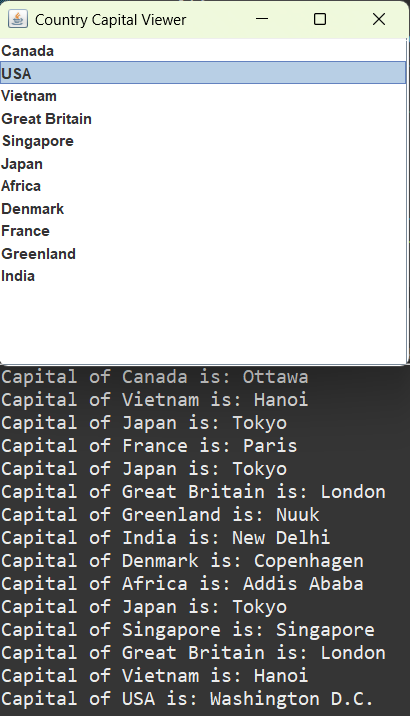 Country Capital Viewer
Canada
USA
Vietnam
Great Britain
Singapore
Japan
Africa
Denmark
France
Greenland
India
Capital of Canada is: Ottawa
Capital of Vietnam is: Hanoi
Capital of Japan is: Tokyo
Capital of France is: Paris
Capital of Japan is: Tokyo
Capital of Great Britain is: London
Capital of Greenland is: Nuuk
Capital of India is: New Delhi
Capital of Denmark is: Copenhagen
Capital of Africa is: Addis Ababa
Capital of Japan is: Tokyo
Capital of Singapore is: Singapore
Capital of Great Britain is: London
Capital of Vietnam is: Hanoi
Capital of USA is: Washington D.C.